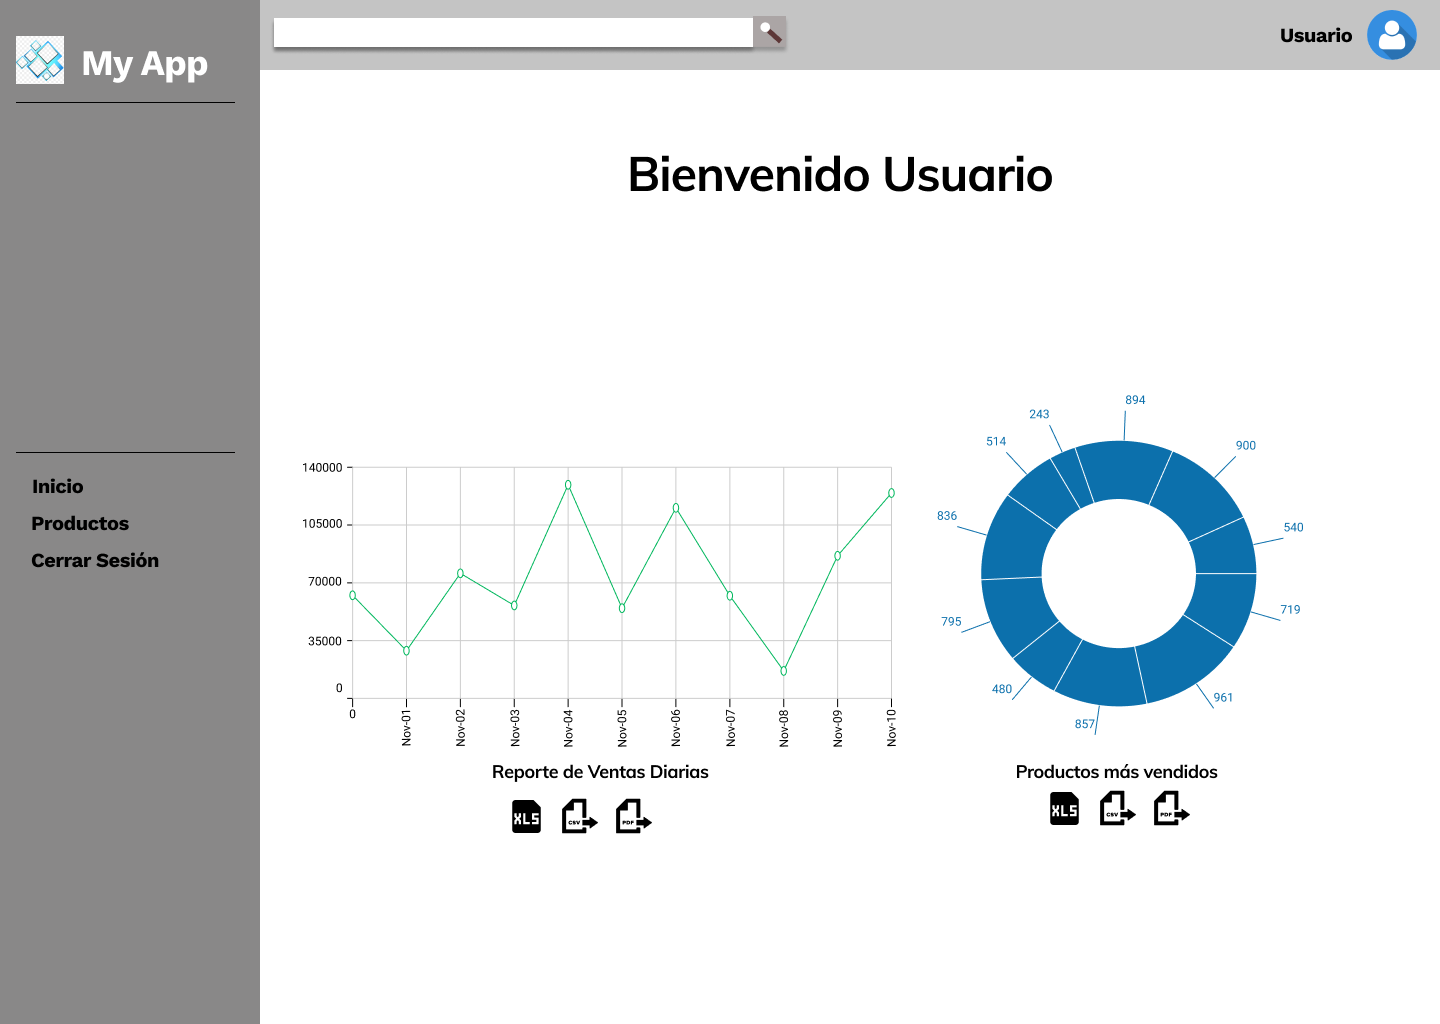 My App
Usuario
Bienvenido Usuario
Inicio
Productos
Cerrar Sesión
140000
105000
70000
35000
0
0
Nov-01
Nov-02
Nov-03
Nov-04
Nov-05
Nov-06
Nov-07
Nov-08
Nov-09
Nov-10
Reporte de Ventas Diarias
XLS
CSV
PDF
894
900
540
719
961
857
480
795
836
514
243
Productos más vendidos
XLS
CSV
PDF